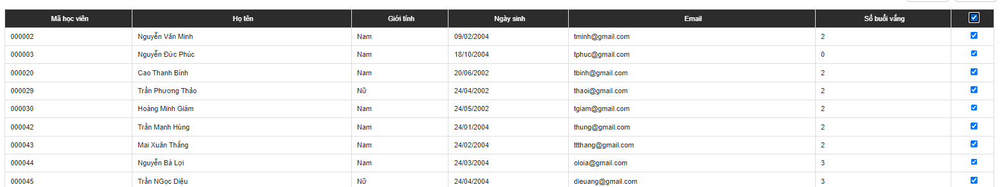 Mã học viên Họ tên Giới tính Ngày sinh Email Số buổi vắng
000002 Nguyễn Văn Minh Nam 09/02/2004 tminh@gmail.com 2
000003 Nguyễn Đức Phúc Nam 18/10/2004 tphuc@gmail.com 0
000020 Cao Thanh Bình Nam 20/06/2002 tbinh@gmail.com 2
000029 Trần Phương Thảo Nữ 24/04/2002 thaoi@gmail.com 2
000030 Hoàng Minh Giám Nam 24/05/2002 tgiam@gmail.com 2
000042 Trần Mạnh Hùng Nam 24/01/2004 thung@gmail.com 2
000043 Mai Xuân Thắng Nam 24/02/2004 ttthang@gmail.com 2
000044 Nguyễn Bá Lợi Nam 24/03/2004 oloia@gmail.com 3
000045 Trần NGọc Diệu Nữ 24/04/2004 dieuang@gmail.com 3